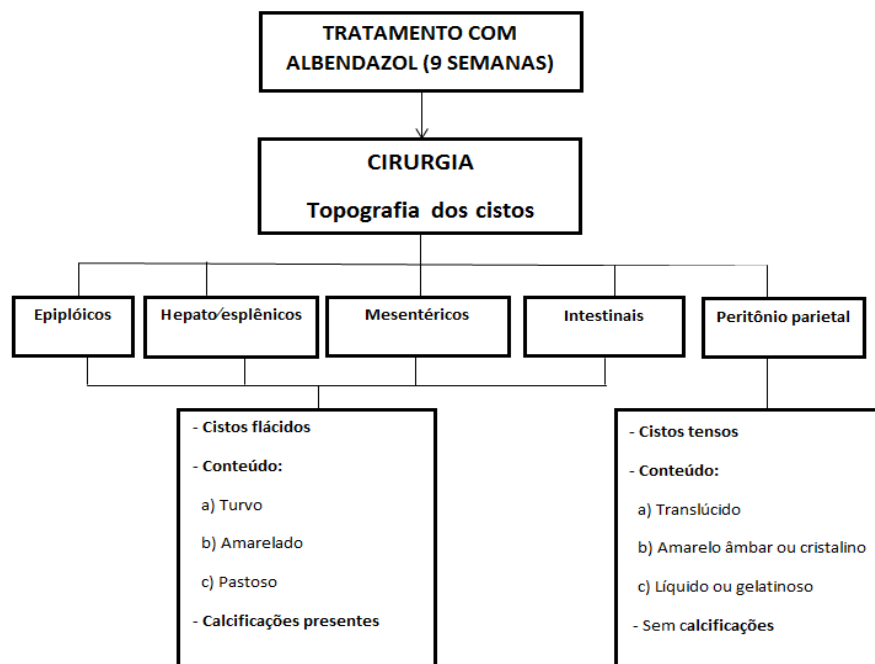 TRATAMENTO COM
ALBENDAZOL (9 SEMANAS)
CIRURGIA
Topografia dos cistos
Epiplóicos
Hepato/esplênicos
Mesentéricos
Intestinais
Peritônio parietal
- Cistos flácidos
- Conteúdo:
a) Turvo
b) Amarelado
c) Pastoso
- Calcificações presentes
- Cistos tensos
- Conteúdo:
a) Translúcido
b) Amarelo âmbar ou cristalino
c) Líquido ou gelatinoso
- Sem calcificações